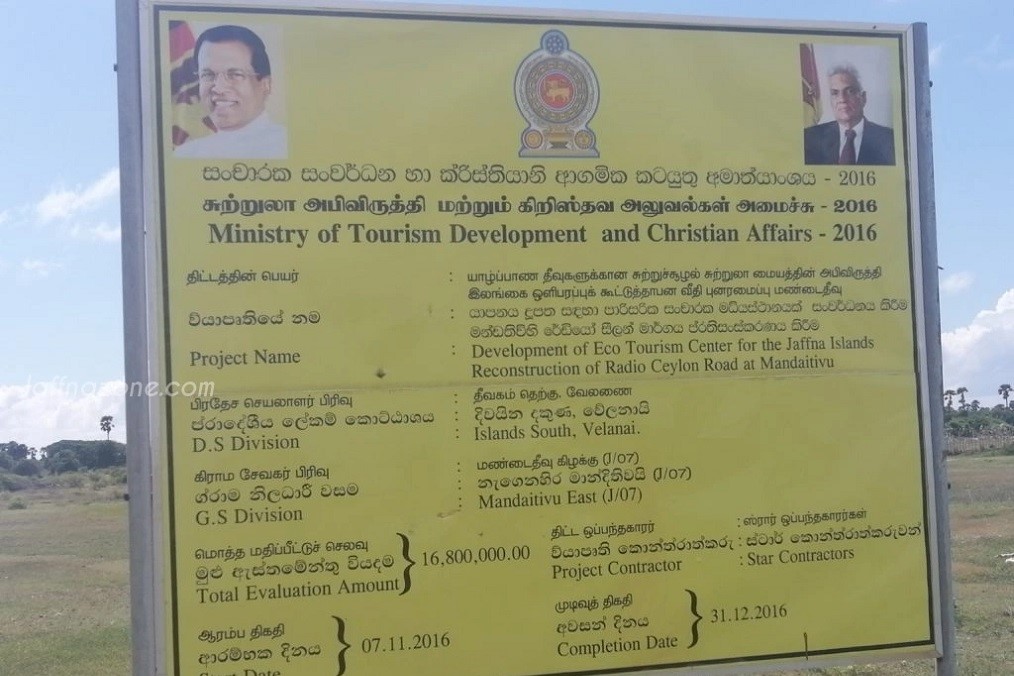 සංචාරක සංවර්ධන හා ක්රිස්තියානි ආගමික කටයුතු අමාත්යාංශය - 2016
சுற்றுலா அபிவிருத்தி மற்றும் கிறிஸ்தவ அலுவல்கள் அமைச்சு - 2016
Ministry of Tourism Development and Christian Affairs - 2016
திட்டத்தின் பெயர் : யாழ்ப்பாண தீவுகளுக்கான சுற்றுச்சூழல் சுற்றுலா மையத்தின் அபிவிருத்தி
இலங்கை ஒளிபரப்புக் கூட்டுத்தாபன வீதி புனரமைப்பு மண்டைதீவு
ව්යාපෘතියේ නම : යාපනය දූපත සඳහා පාරිසරික සංචාරක මධ්යස්ථානයක් සංවර්ධනය කිරීම
මන්ඩතිව්හි රේඩියෝ සිලන් මාර්ගය ප්රතිසංස්කරණය කිරීම
Project Name : Development of Eco Tourism Center for the Jaffna Islands
Reconstruction of Radio Ceylon Road at Mandaitivu
Jaffnazone.com
பிரதேச செயலாளர் பிரிவு : தீவகம் தெற்கு, வேலணை
ප්රාදේශීය ලේකම් කොට්ඨාශය : දිවයින දකුණ, වේලනායි
D.S Division : Islands South, Velanai.
கிராம சேவகர் பிரிவு : மண்டைதீவு கிழக்கு (J/07)
ග්රාම නිලධාරී වසම : නැගෙනහිර මාන්දිතිවයි (J/07)
G.S Division : Mandaitivu East (J/07)
மொத்த மதிப்பீட்டுச் செலவு
මුළු ඇස්තමේන්තු වියදම
Total Evaluation Amount
16,800,000.00
திட்ட ஒப்பந்தகாரர் : ஸ்ரார் ஒப்பந்தகாரர்கள்
ව්යාපෘති කොන්ත්රාත්කරු : ස්ටාර් කොන්ත්රාත්කරුවන්
Project Contractor : Star Contractors
ஆரம்ப திகதி
ආරම්භක දිනය
Start Date
07.11.2016
முடிவுத் திகதி
අවසන් දිනය
Completion Date
31.12.2016